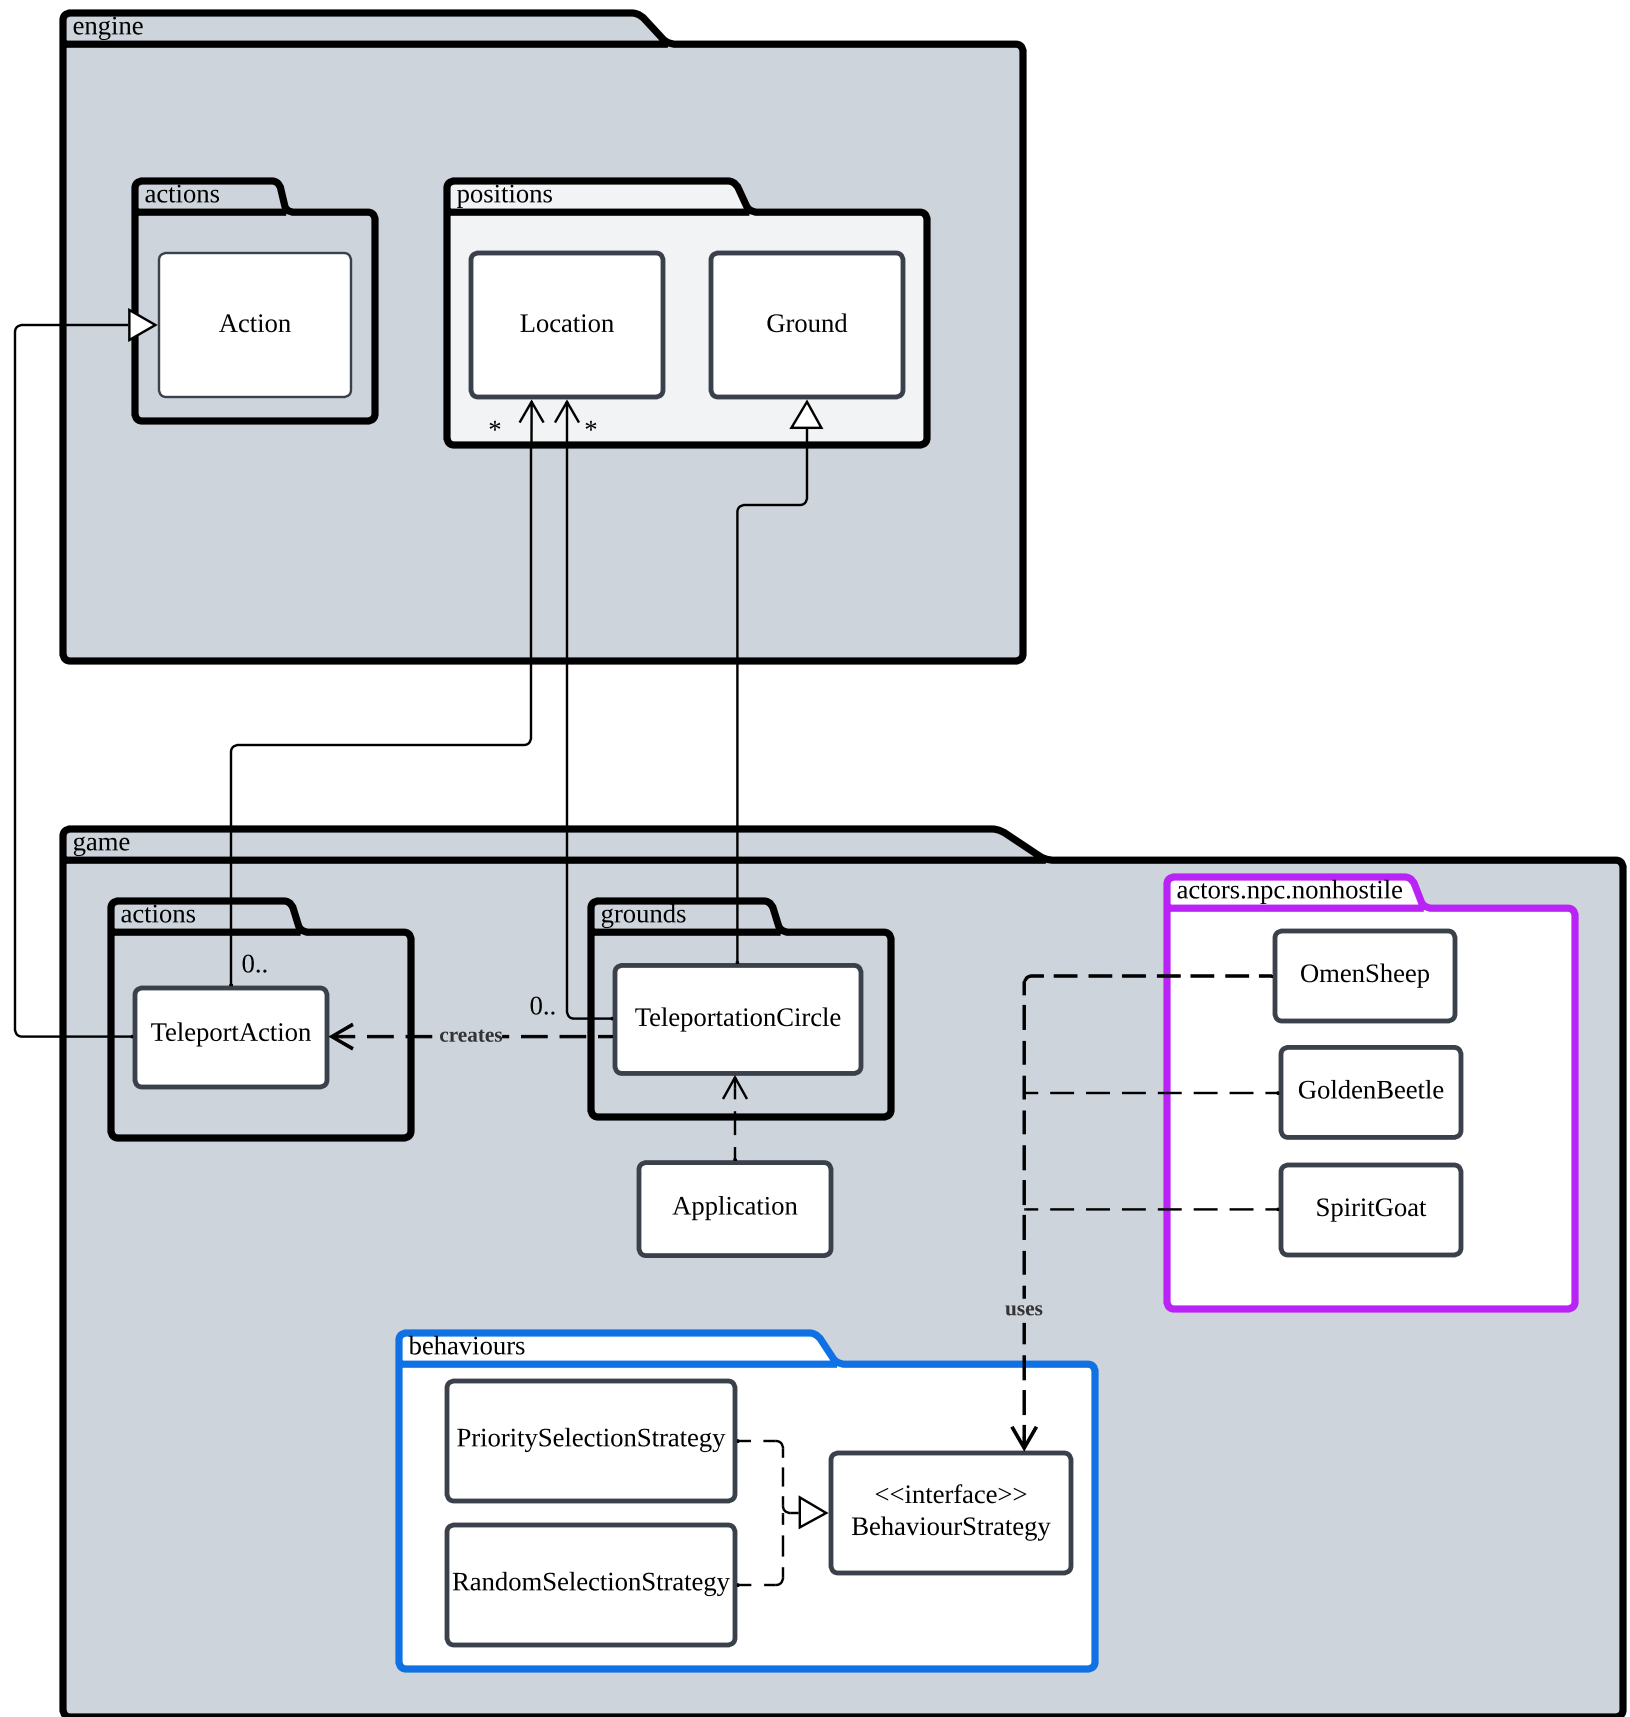 engine
actions
positions
Action
Location
Ground
*
*
game
actions
grounds
actors.npc.nonhostile
0..
TeleportAction
0..
creates
TeleportationCircle
OmenSheep
GoldenBeetle
SpiritGoat
Application
uses
behaviours
PrioritySelectionStrategy
RandomSelectionStrategy
<<interface>>
BehaviourStrategy